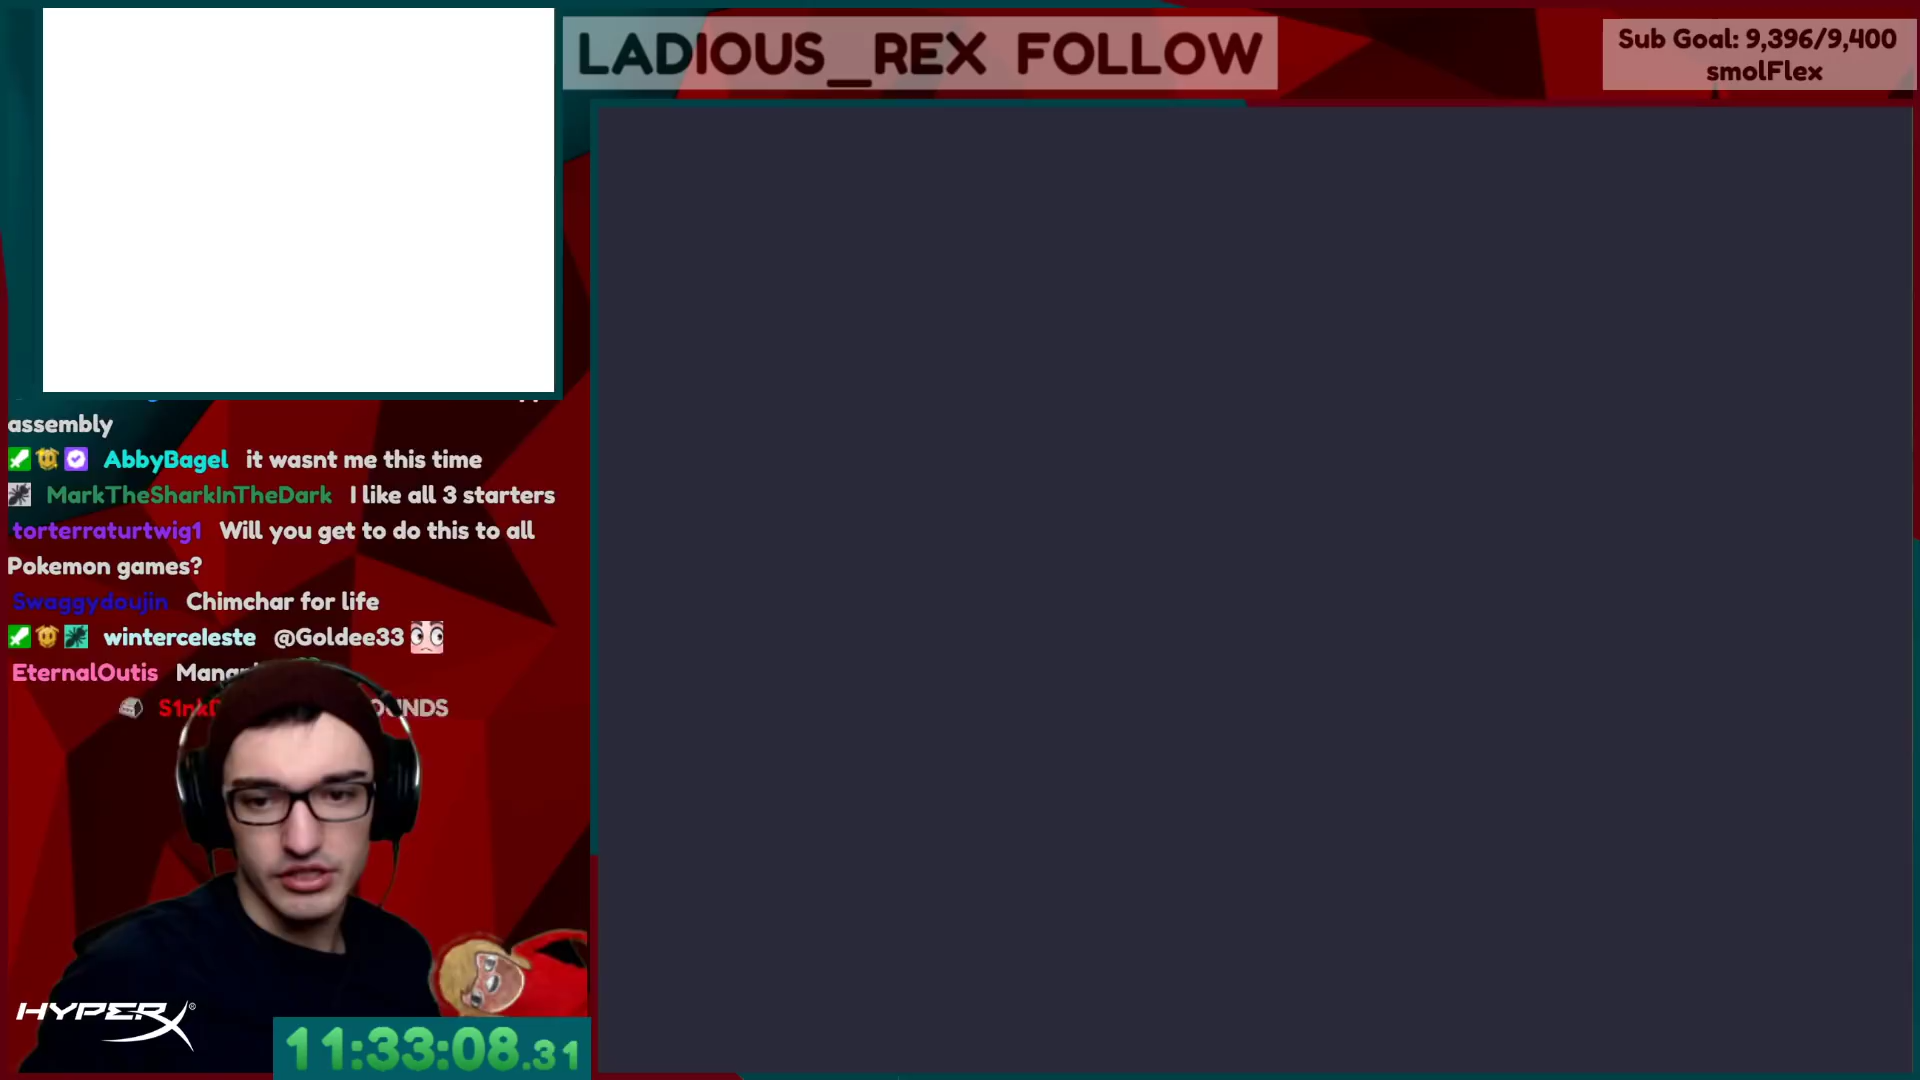 LADIOUS_REX FOLLOW
Sub Goal: 9,396/9,400
smolFlex
assembly
AbbyBagel it wasnt me this time
MarkTheSharkInTheDark I like all 3 starters
torterraturtwig1 Will you get to do this to all
Pokemon games?
Swaggydoujin Chimchar for life
winterceleste @Goldee33
EternalOutis
HYPERX
11:33:08.31